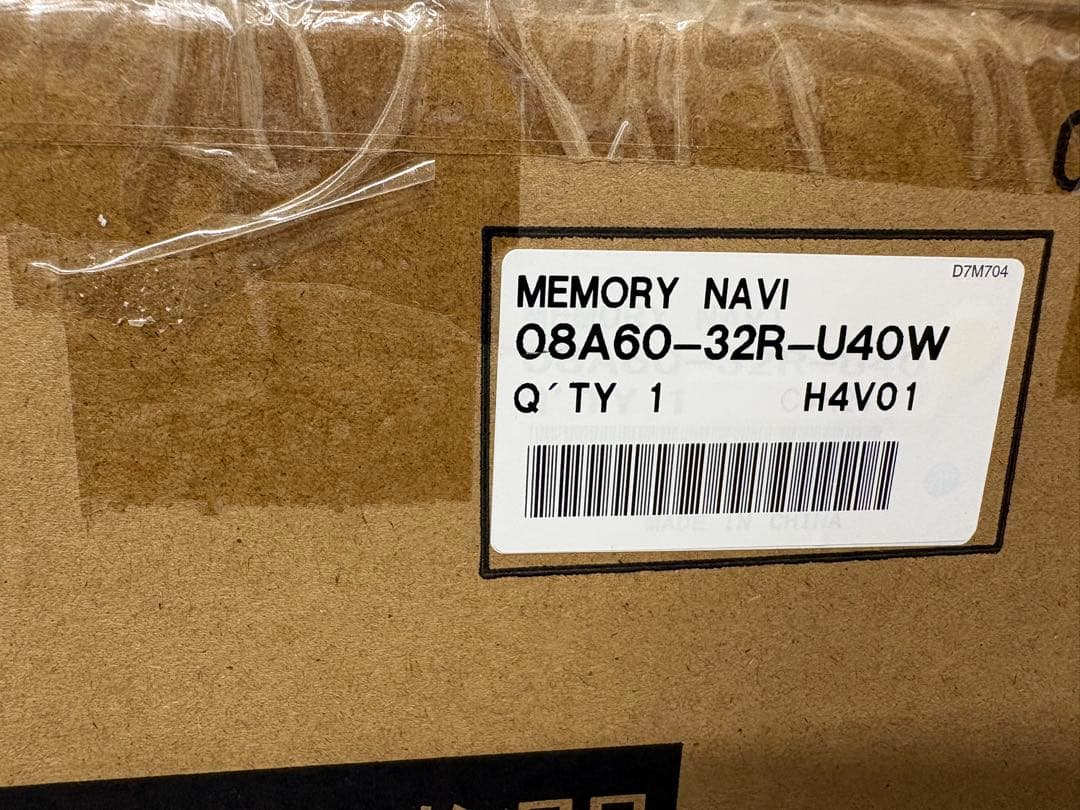 D7M704
MEMORY NAVI
08A60-32R-U40W
Q´TY 1 H4V01
MADE IN CHINA